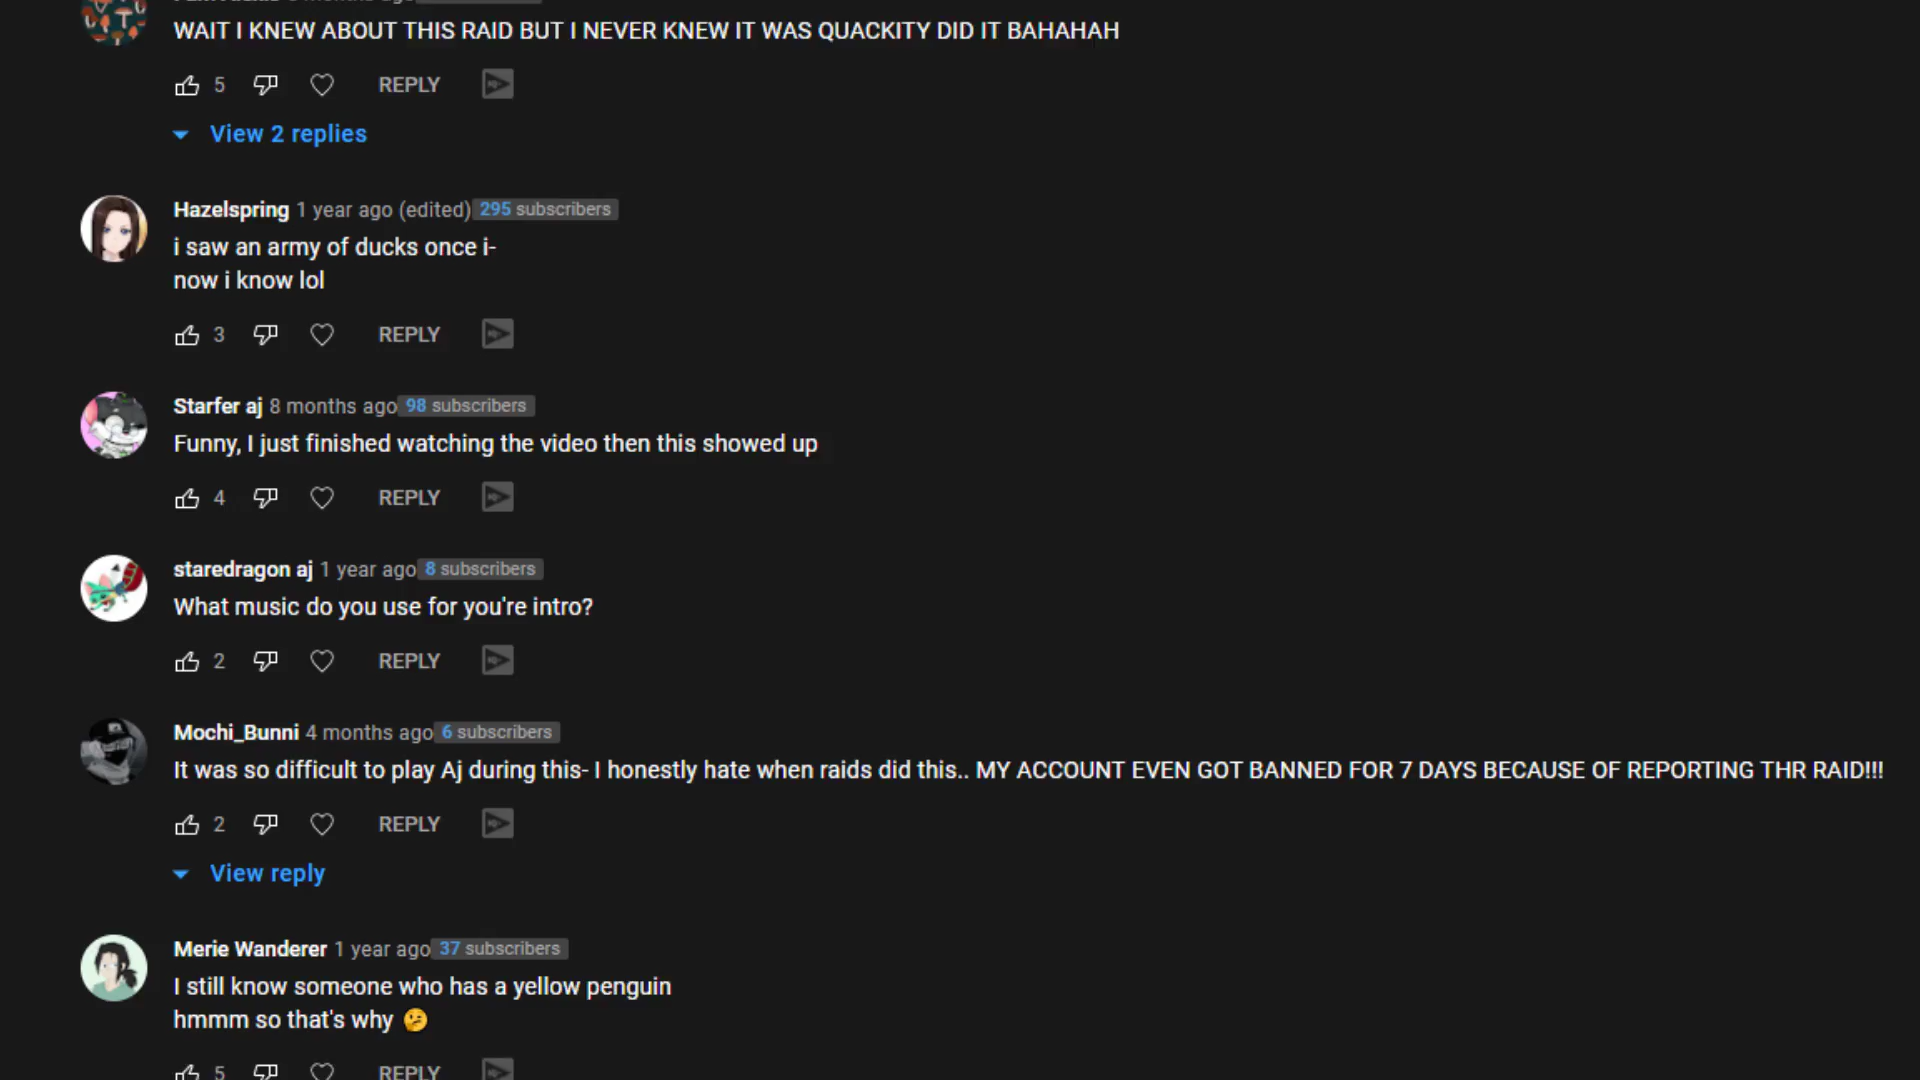 WAIT I KNEW ABOUT THIS RAID BUT I NEVER KNEW IT WAS QUACKITY DID IT BAHAHAH
5 REPLY
View 2 replies
Hazelspring 1 year ago (edited) 295 subscribers
i saw an army of ducks once i-
now i know lol
3 REPLY
Starfer aj 8 months ago 98 subscribers
Funny, I just finished watching the video then this showed up
4 REPLY
staredragon aj 1 year ago 8 subscribers
What music do you use for you're intro?
2 REPLY
Mochi_Bunni 4 months ago 6 subscribers
It was so difficult to play Aj during this- I honestly hate when raids did this.. MY ACCOUNT EVEN GOT BANNED FOR 7 DAYS BECAUSE OF REPORTING THR RAID!!!
2 REPLY
View reply
Merie Wanderer 1 year ago 37 subscribers
I still know someone who has a yellow penguin
hmmm so that's why 🤔
5 REPLY